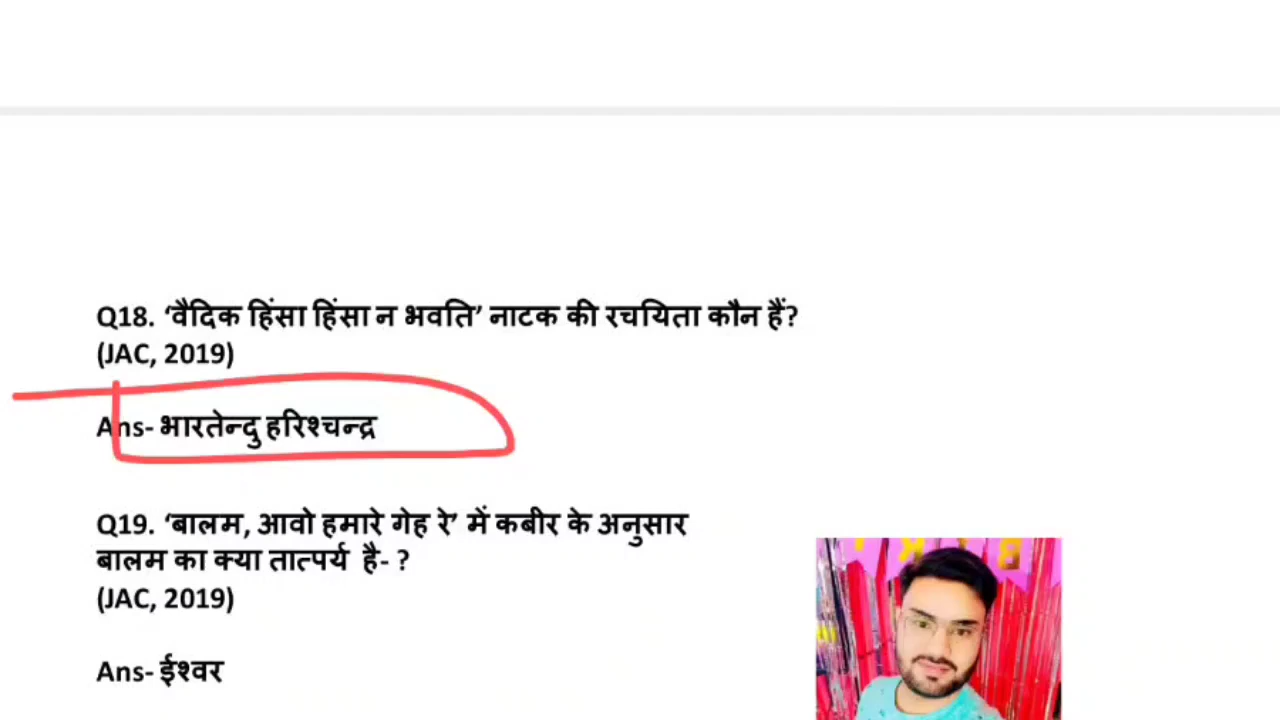 Q18. ‘वैदिक हिंसा हिंसा न भवति’ नाटक की रचयिता कौन हैं?
(JAC, 2019)
Ans- भारतेन्दु हरिश्चन्द्र
Q19. ‘बालम, आवो हमारे गेह रे’ में कबीर के अनुसार
बालम का क्या तात्पर्य है- ?
(JAC, 2019)
Ans- ईश्वर